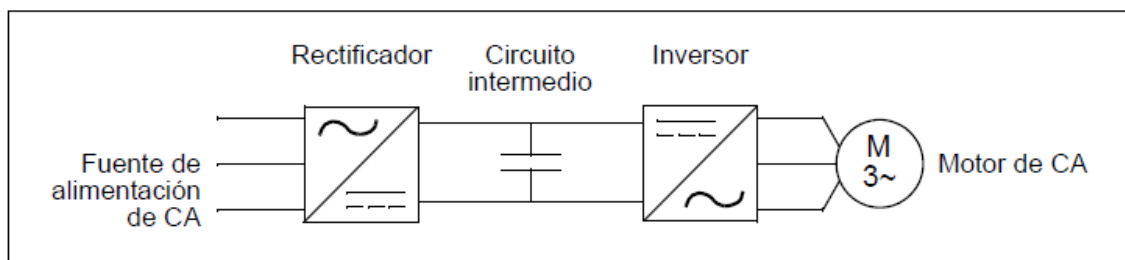 Rectificador
Circuito
intermedio
Inversor
Fuente de
alimentación
de CA
M
3~
Motor de CA